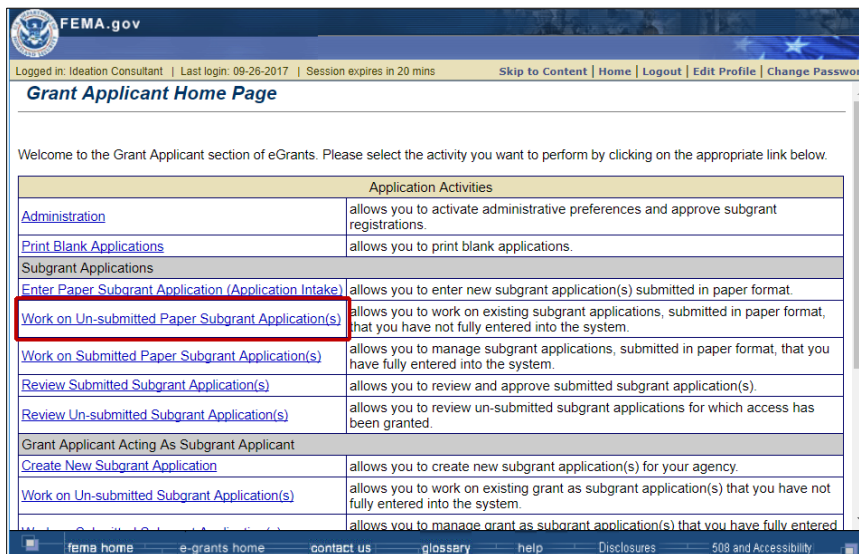 FEMA.gov
Logged in: Ideation Consultant | Last login: 09-26-2017 | Session expires in 20 mins Skip to Content | Home | Logout | Edit Profile | Change Passwor
Grant Applicant Home Page
Welcome to the Grant Applicant section of eGrants. Please select the activity you want to perform by clicking on the appropriate link below.
Application Activities
Administration allows you to activate administrative preferences and approve subgrant
registrations.
Print Blank Applications allows you to print blank applications.
Subgrant Applications
Enter Paper Subgrant Application (Application Intake) allows you to enter new subgrant application(s) submitted in paper format.
Work on Un-submitted Paper Subgrant Application(s) allows you to work on existing subgrant applications, submitted in paper format,
that you have not fully entered into the system.
Work on Submitted Paper Subgrant Application(s) allows you to manage subgrant applications, submitted in paper format, that you
have fully entered into the system.
Review Submitted Subgrant Application(s) allows you to review and approve submitted subgrant application(s).
Review Un-submitted Subgrant Application(s) allows you to review un-submitted subgrant applications for which access has
been granted.
Grant Applicant Acting As Subgrant Applicant
Create New Subgrant Application allows you to create new subgrant application(s) for your agency.
Work on Un-submitted Subgrant Application(s) allows you to work on existing grant as subgrant application(s) that you have not
fully entered into the system.
allows you to manage grant as subgrant application(s) that you have fully entered
fema home e-grants home contact us glossary help Disclosures 508 and Accessibility